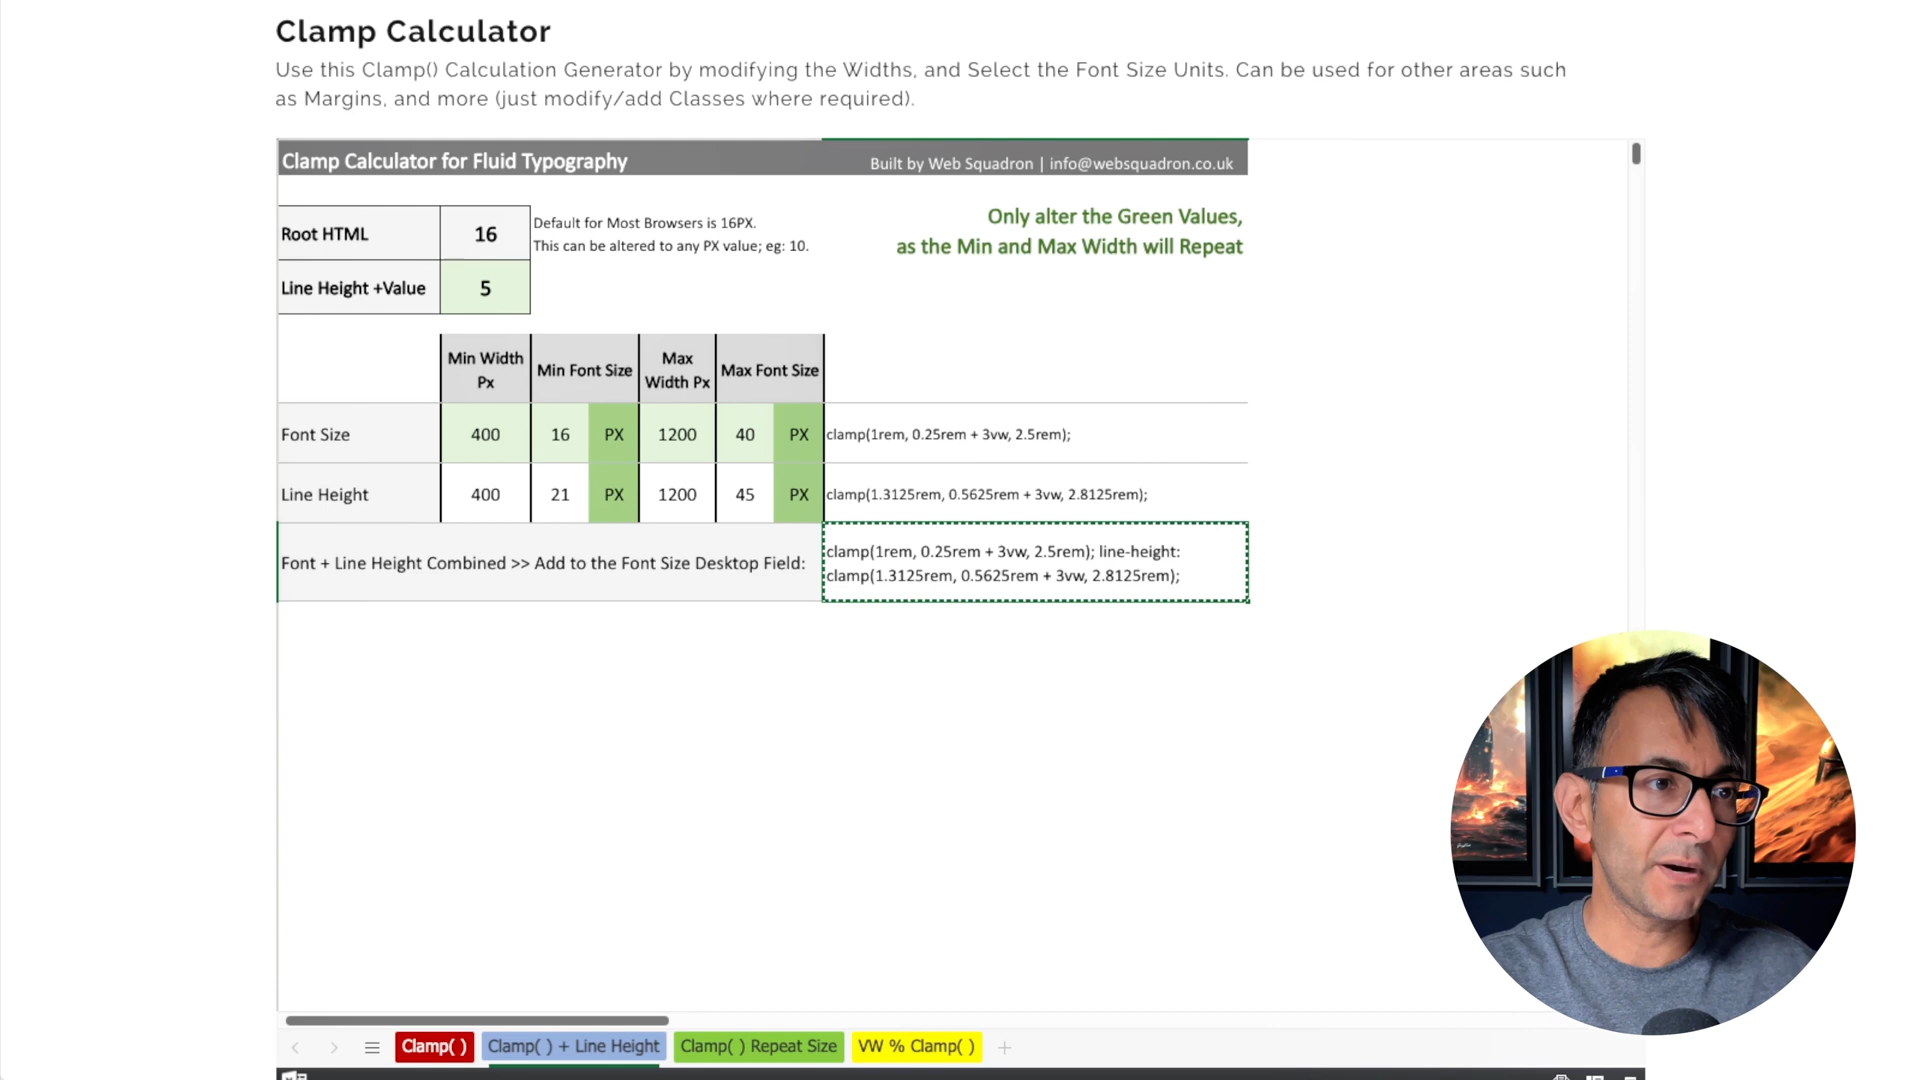 Clamp Calculator
Use this Clamp() Calculation Generator by modifying the Widths, and Select the Font Size Units. Can be used for other areas such
as Margins, and more (just modify/add Classes where required).
Clamp Calculator for Fluid Typography
Built by Web Squadron | info@websquadron.co.uk
Root HTML
16
Default for Most Browsers is 16PX.
This can be altered to any PX value; eg: 10.
Only alter the Green Values,
as the Min and Max Width will Repeat
Line Height +Value
5
Min Width
Px
Min Font Size
Max
Width Px
Max Font Size
Font Size
400
16
PX
1200
40
PX
clamp(1rem, 0.25rem + 3vw, 2.5rem);
Line Height
400
21
PX
1200
45
PX
clamp(1.3125rem, 0.5625rem + 3vw, 2.8125rem);
Font + Line Height Combined >> Add to the Font Size Desktop Field:
clamp(1rem, 0.25rem + 3vw, 2.5rem); line-height:
clamp(1.3125rem, 0.5625rem + 3vw, 2.8125rem);
Clamp( )
Clamp( ) + Line Height
Clamp( ) Repeat Size
VW % Clamp( )